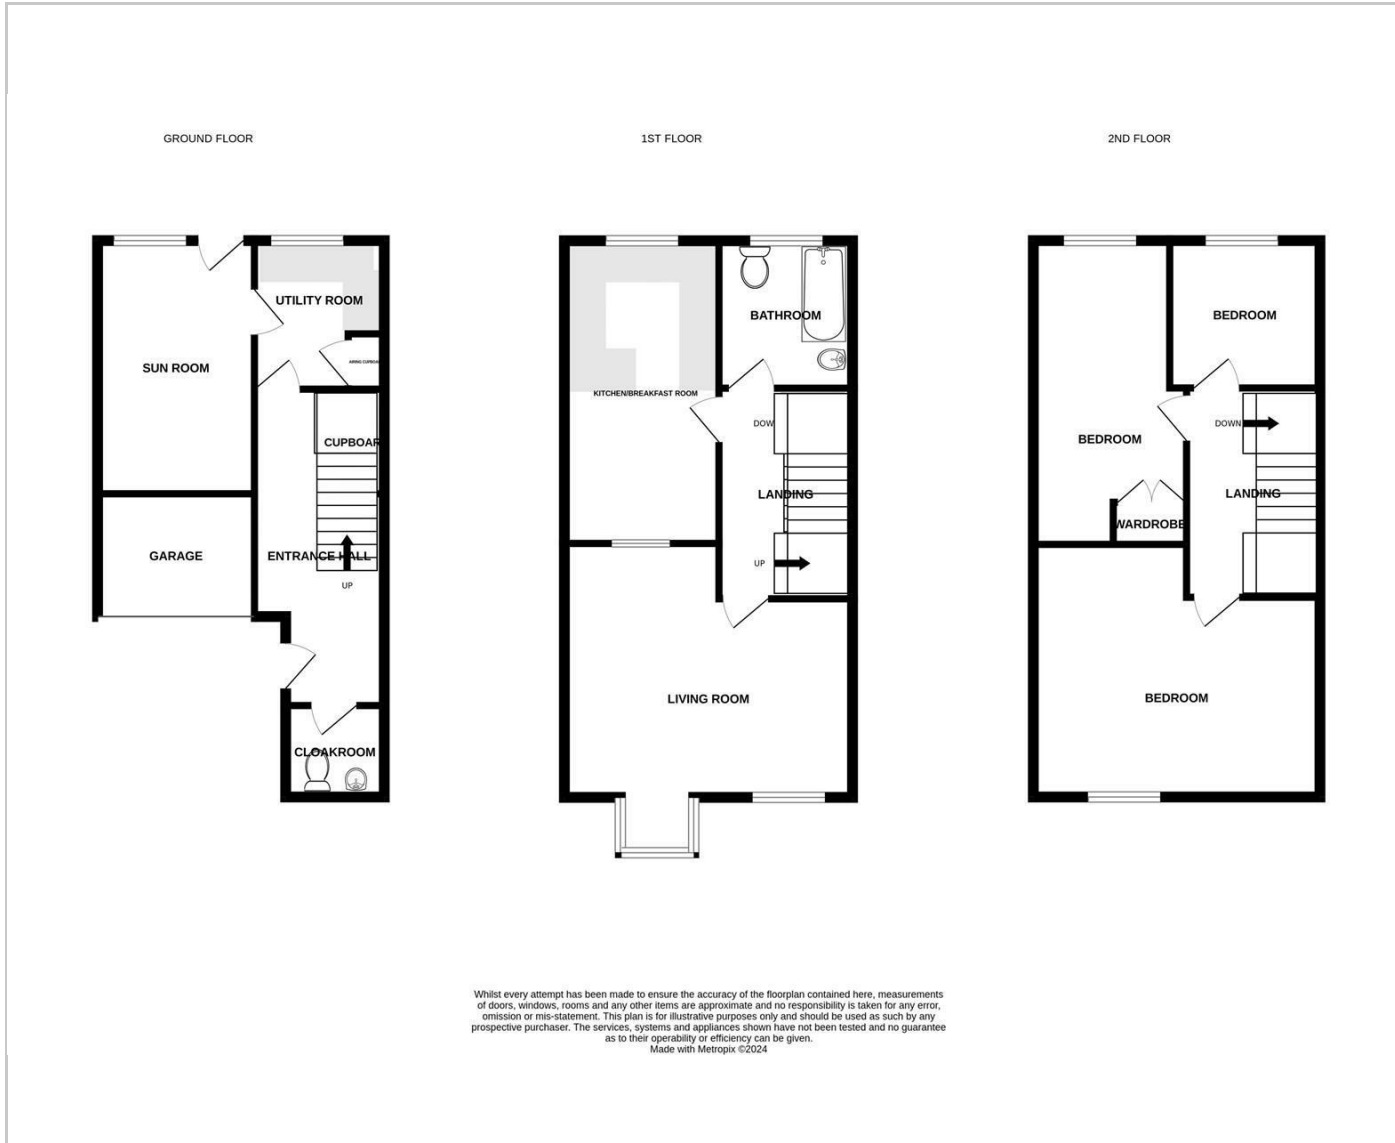 GROUND FLOOR
1ST FLOOR
2ND FLOOR
UTILITY ROOM
SUN ROOM
AIRING CUPBOA
CUPBOAR
GARAGE
ENTRANCE HALL
UP
CLOAKROOM
BATHROOM
KITCHEN/BREAKFAST ROOM
DOW
LANDING
UP
LIVING ROOM
BEDROOM
DOWN
BEDROOM
LANDING
WARDROBE
BEDROOM
Whilst every attempt has been made to ensure the accuracy of the floorplan contained here, measurements
of doors, windows, rooms and any other items are approximate and no responsibility is taken for any error,
omission or mis-statement. This plan is for illustrative purposes only and should be used as such by any
prospective purchaser. The services, systems and appliances shown have not been tested and no guarantee
as to their operability or efficiency can be given.
Made with Metropix ©2024